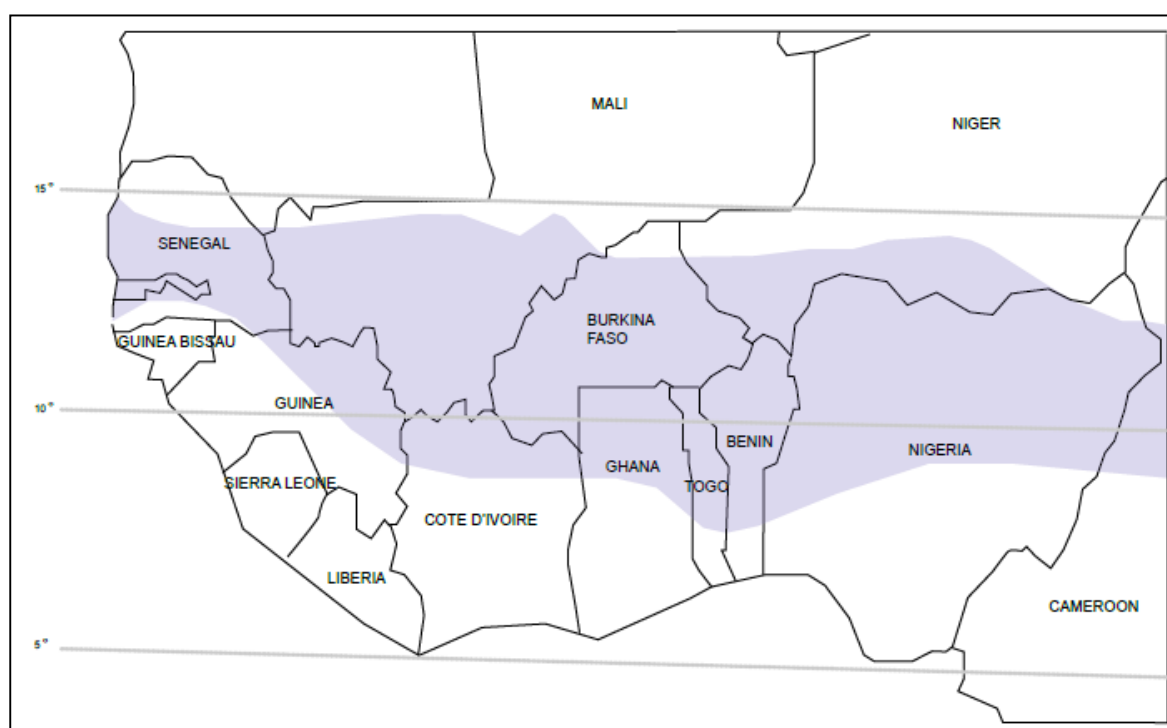 MALI
NIGER
15°
SENEGAL
BURKINA
FASO
GUINEA BISSAU
GUINEA
10°
BENIN
NIGERIA
GHANA
SIERRA LEONE
TOGO
COTE D'IVOIRE
LIBERIA
CAMEROON
5°